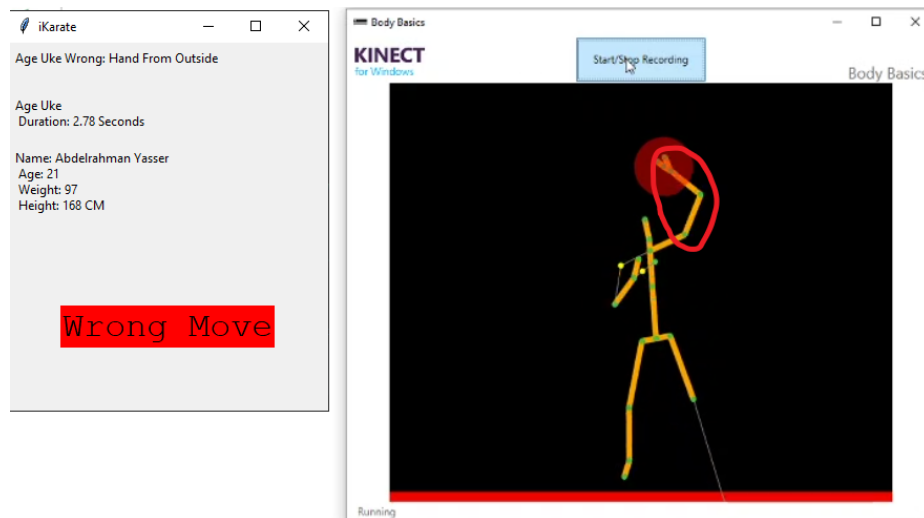 iKarate
Age Uke Wrong: Hand From Outside
Age Uke
Duration: 2.78 Seconds
Name: Abdelrahman Yasser
Age: 21
Weight: 97
Height: 168 CM
Wrong Move
Body Basics
KINECT
for Windows
Start/Stop Recording
Body Basics
Running